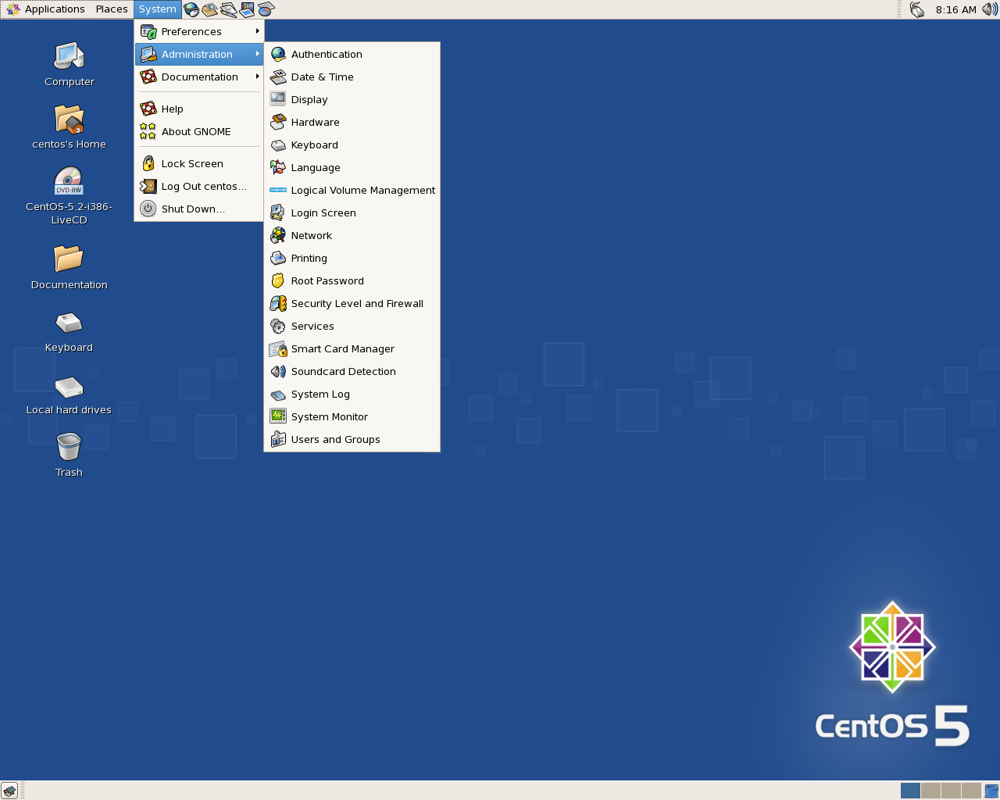 Applications Places System 8:16 AM
Preferences
Administration
Documentation
Help
About GNOME
Lock Screen
Log Out centos...
Shut Down...
Authentication
Date & Time
Display
Hardware
Keyboard
Language
Logical Volume Management
Login Screen
Network
Printing
Root Password
Security Level and Firewall
Services
Smart Card Manager
Soundcard Detection
System Log
System Monitor
Users and Groups
Computer
centos's Home
DVD-RW
CentOS-5.2-i386-
LiveCD
Documentation
Keyboard
Local hard drives
Trash
CentOS 5